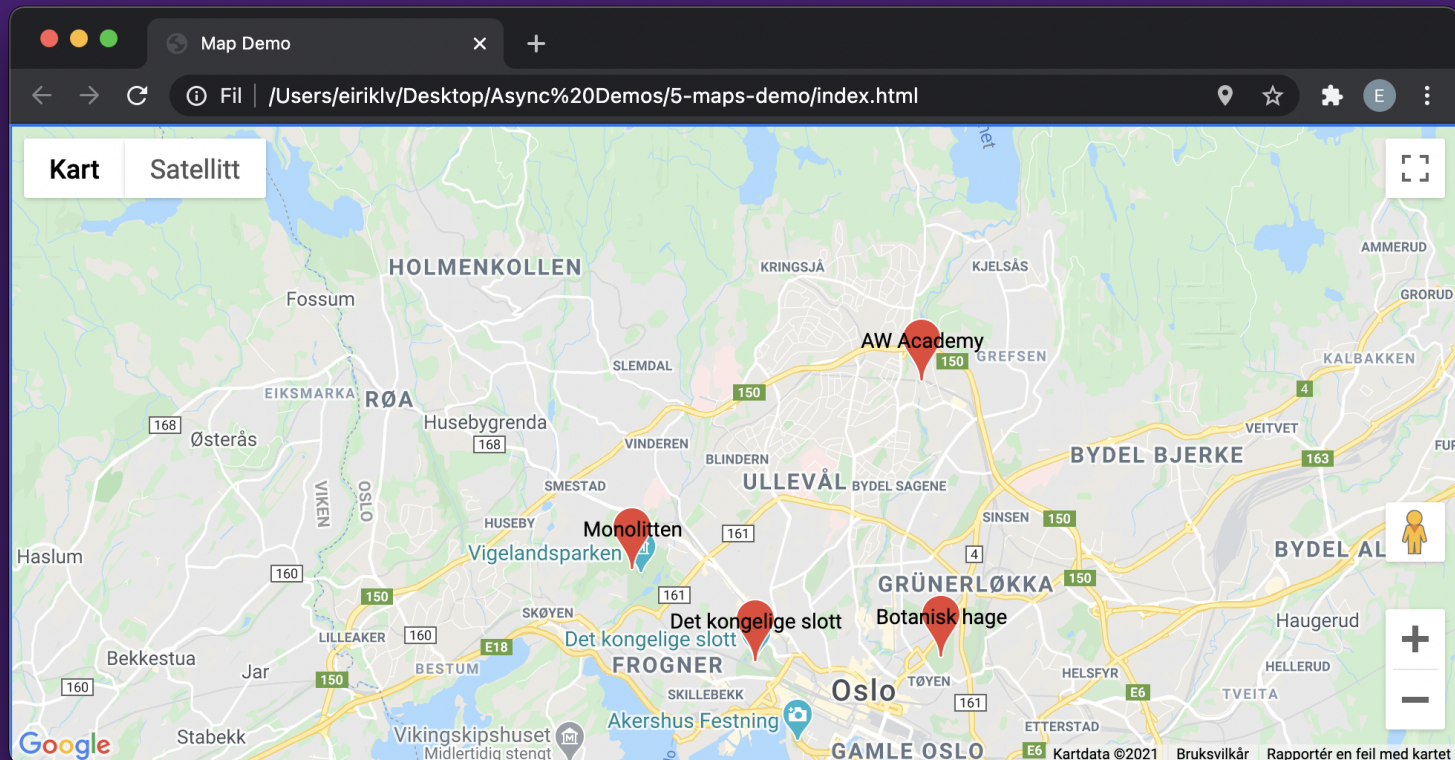 Map Demo
Fil
/Users/eiriklv/Desktop/Async%20Demos/5-maps-demo/index.html
E
Kart
Satellitt
net
HOLMENKOLLEN
KRINGSJÅ
KJELSÅS
AMMERUD
Fossum
GRORUD
AW Academy
150
GREFSEN
KALBAKKEN
SLEMDAL
EIKSMARKA
RØA
150
4
168
Østerås
Husebygrenda
168
VINDEREN
VEITVET
BLINDERN
BYDEL BJERKE
163
FUR
ULLEVÅL
BYDEL SAGENE
SMESTAD
VIKEN
OSLO
HUSEBY
Monolitten
161
SINSEN
150
Haslum
Vigelandsparken
4
BYDEL AL
160
150
161
GRÜNERLØKKA
150
SKØYEN
Det kongelige slott
Botanisk hage
Haugerud
LILLEAKER
160
E18
Det kongelige slott
Bekkestua
Jar
BESTUM
FROGNER
HELSFYR
HELLERUD
150
160
SKILLEBEKK
Oslo
TØYEN
161
E6
TVEITA
Akershus Festning
ETTERSTAD
Stabekk
Vikingskipshuset
Midlertidig stengt
GAMLE OSLO
E6
Google
Kartdata ©2021
Bruksvilkår
Rapportér en feil med kartet